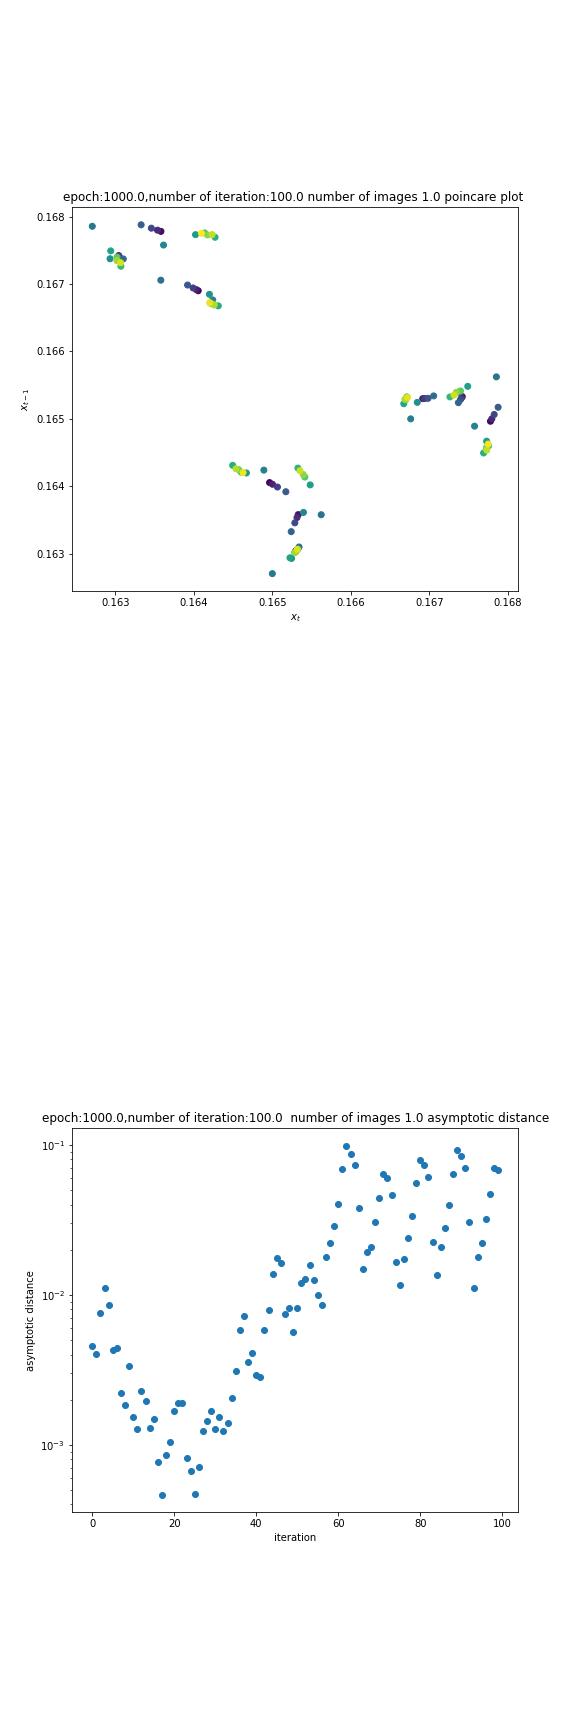 epoch:1000.0,number of iteration:100.0 number of images 1.0 poincare plot
0.168
0.167
0.166
0.165
0.164
0.163
x_{t-1}
0.163 0.164 0.165 0.166 0.167 0.168
x_t
epoch:1000.0,number of iteration:100.0  number of images 1.0 asymptotic distance
10^{-1}
10^{-2}
10^{-3}
asymptotic distance
0 20 40 60 80 100
iteration